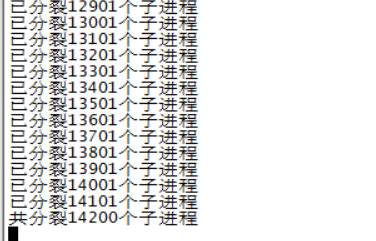 已分裂12901个子进程
已分裂13001个子进程
已分裂13101个子进程
已分裂13201个子进程
已分裂13301个子进程
已分裂13401个子进程
已分裂13501个子进程
已分裂13601个子进程
已分裂13701个子进程
已分裂13801个子进程
已分裂13901个子进程
已分裂14001个子进程
已分裂14101个子进程
共分裂14200个子进程